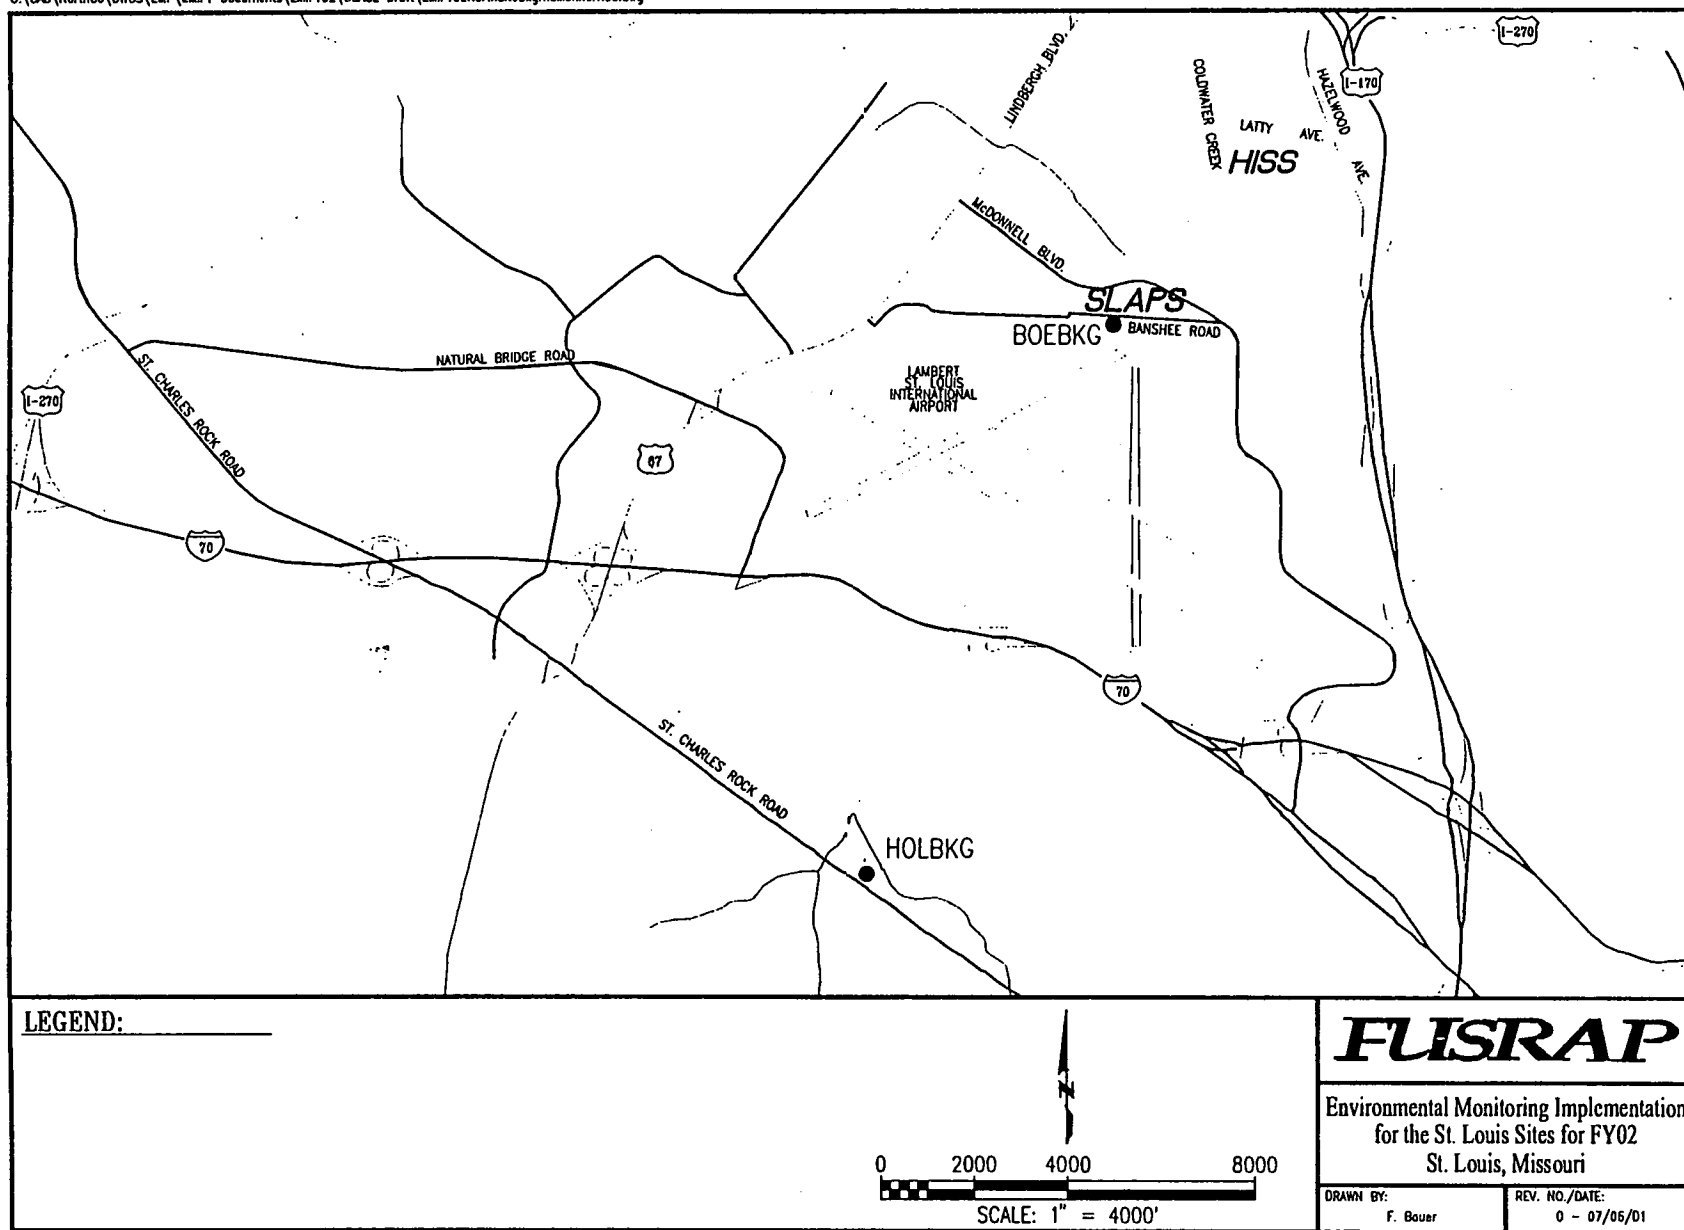 I-270
LINDBERGH BLVD.
COLDWATER CREEK
HAZELWOOD AVE.
I-170
LATTY AVE.
HISS
McDONNELL BLVD.
SLAPS
BOEBKG
BANSHEE ROAD
NATURAL BRIDGE ROAD
LAMBERT
ST. LOUIS
INTERNATIONAL
AIRPORT
I-270
ST. CHARLES ROCK ROAD
67
70
70
ST. CHARLES ROCK ROAD
HOLBKG
LEGEND:
N
0 2000 4000 8000
SCALE: 1" = 4000'
FUSRAP
Environmental Monitoring Implementation
for the St. Louis Sites for FY02
St. Louis, Missouri
DRAWN BY:
F. Bauer
REV. NO./DATE:
0 - 07/05/01